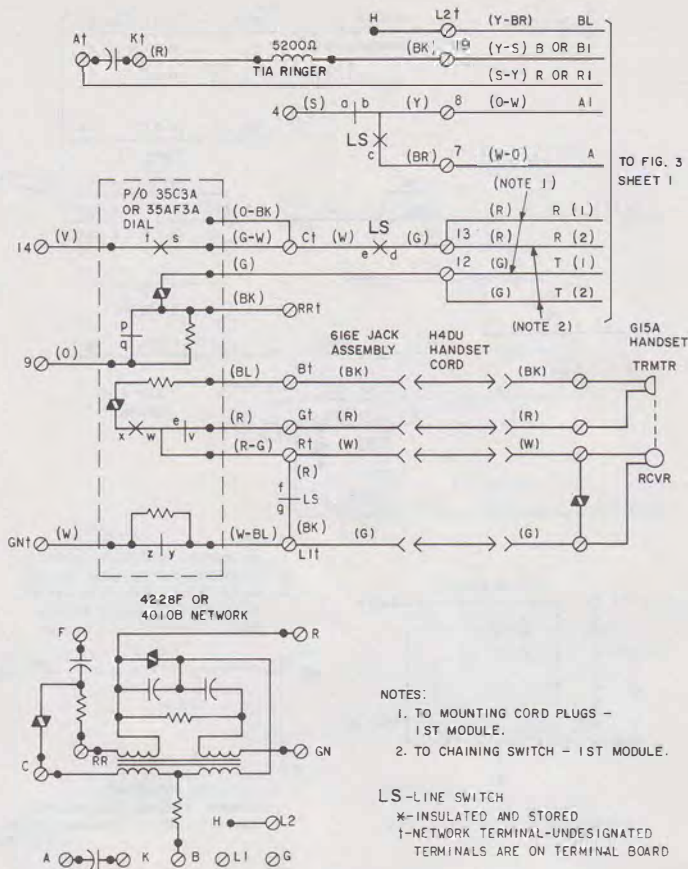 H L2† (Y-BR) BL
A† K† (R) 5200Ω (BK) 19 (Y-S) B OR B1
TIA RINGER
(S-Y) R OR R1
4 (S) a b (Y) 8 (O-W) A1
LS
c (BR) 7 (W-O) A
TO FIG. 3
SHEET 1
P/O 35C3A
OR 35AF3A
DIAL
(NOTE 1)
(O-BK) (R) R (1)
14 (V) t s (G-W) C† (W) LS e d (G) 13 (R) R (2)
(G) 12 (G) T (1)
(BK) RR† (G) T (2)
(NOTE 2)
p
q
9 (O)
616E JACK
ASSEMBLY
H4DU
HANDSET
CORD
G15A
HANDSET
(BL) B† (BK) (BK) TRMTR
x w e v (R) G† (R) (R)
(R-G) R† (W) (W)
RCVR
(R)
f
g LS
(BK)
GN† (W) z y (W-BL) L1† (G) (G)
4228F OR
4010B NETWORK
F R
RR GN
C
H L2
A K B L1 G
NOTES:
1. TO MOUNTING CORD PLUGS -
1ST MODULE.
2. TO CHAINING SWITCH - 1ST MODULE.
LS-LINE SWITCH
*-INSULATED AND STORED
†-NETWORK TERMINAL-UNDESIGNATED
TERMINALS ARE ON TERMINAL BOARD